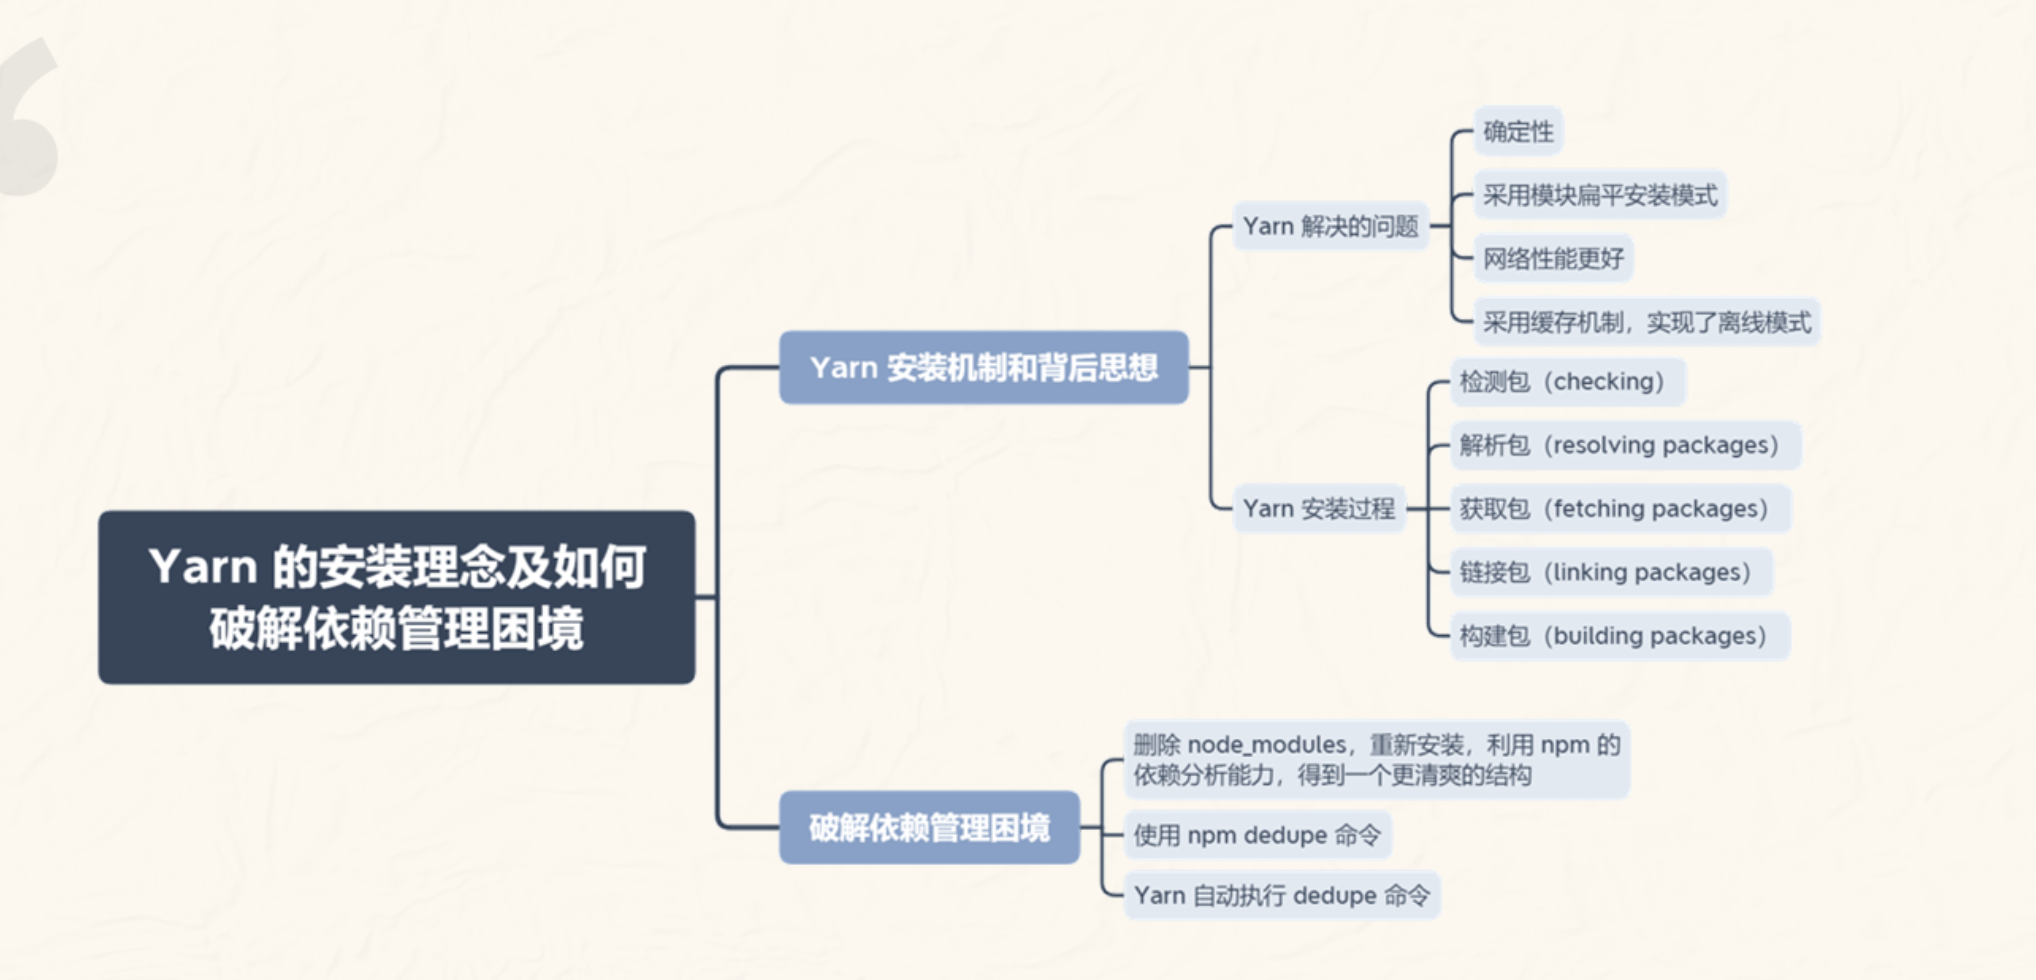 Yarn 的安装理念及如何
破解依赖管理困境
Yarn 安装机制和背后思想
Yarn 解决的问题
确定性
采用模块扁平安装模式
网络性能更好
采用缓存机制，实现了离线模式
Yarn 安装过程
检测包（checking）
解析包（resolving packages）
获取包（fetching packages）
链接包（linking packages）
构建包（building packages）
破解依赖管理困境
删除 node_modules，重新安装，利用 npm 的
依赖分析能力，得到一个更清爽的结构
使用 npm dedupe 命令
Yarn 自动执行 dedupe 命令